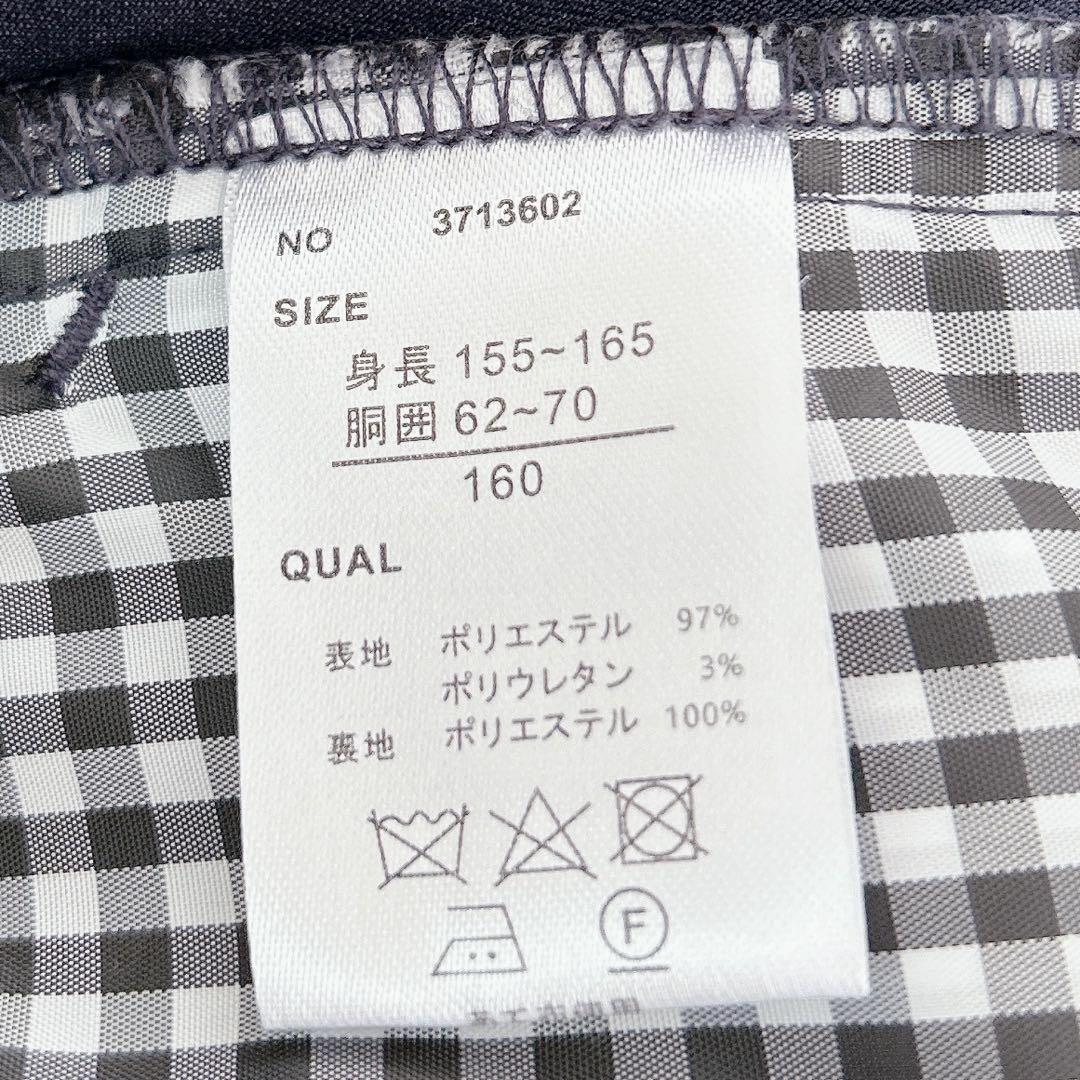 NO 3713602
SIZE
身長 155~165
胴囲 62~70
160
QUAL
表地 ポリエステル 97%
ポリウレタン 3%
裏地 ポリエステル 100%
F